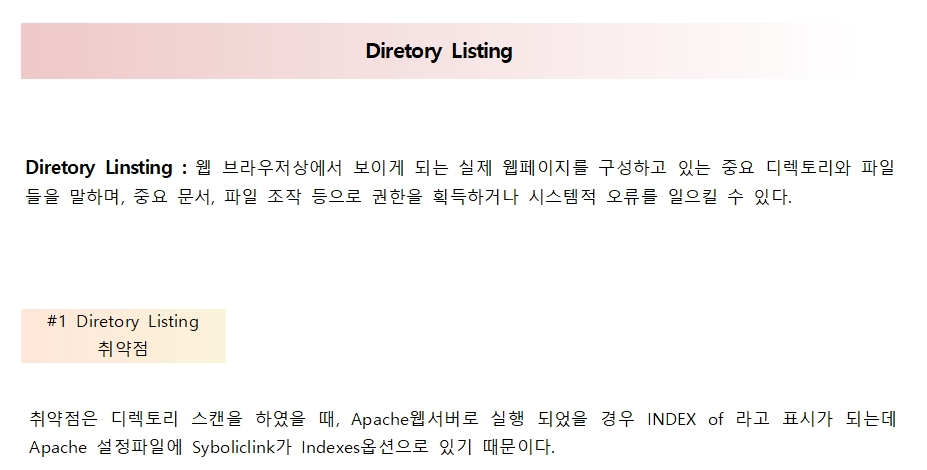 Diretory Listing
Diretory Linsting : 웹 브라우저상에서 보이게 되는 실제 웹페이지를 구성하고 있는 중요 디렉토리와 파일
들을 말하며, 중요 문서, 파일 조작 등으로 권한을 획득하거나 시스템적 오류를 일으킬 수 있다.
#1 Diretory Listing
취약점
취약점은 디렉토리 스캔을 하였을 때, Apache웹서버로 실행 되었을 경우 INDEX of 라고 표시가 되는데
Apache 설정파일에 Syboliclink가 Indexes옵션으로 있기 때문이다.